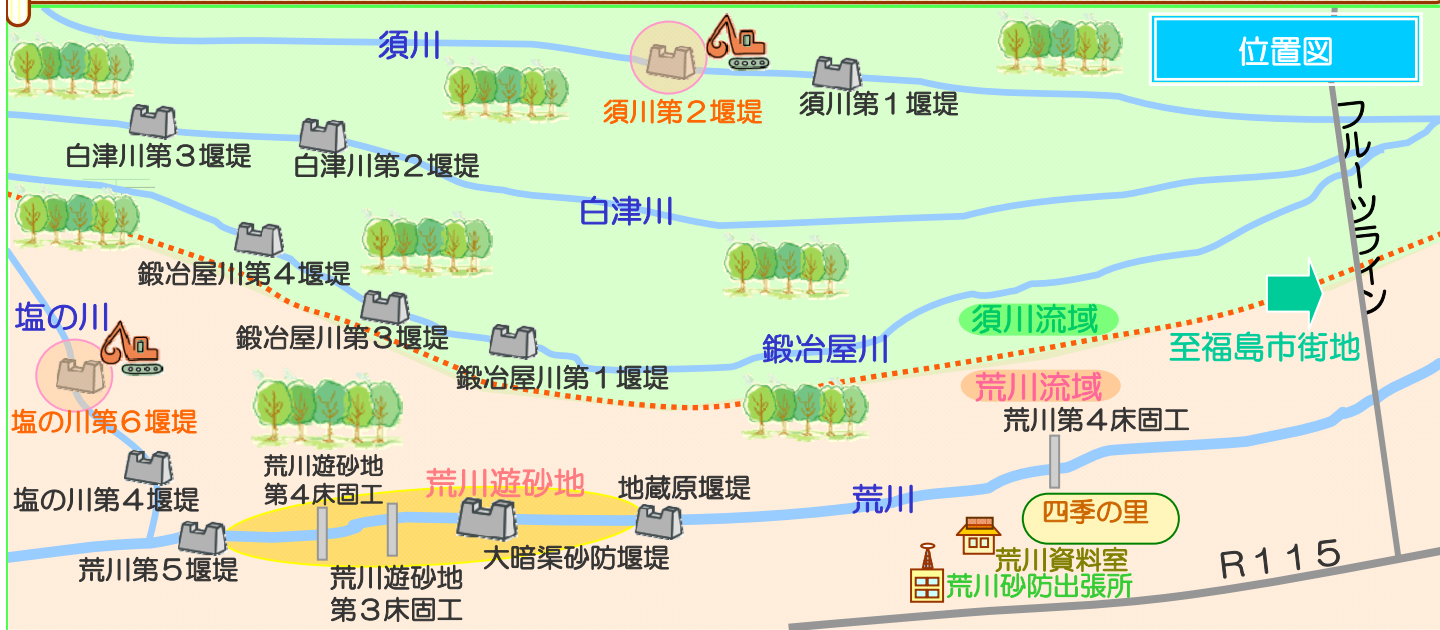 位置図
須川
須川第2堰堤
須川第1堰堤
フルーツライン
白津川第3堰堤
白津川第2堰堤
白津川
鍛冶屋川第4堰堤
塩の川
鍛冶屋川第3堰堤
鍛冶屋川
須川流域
至福島市街地
鍛冶屋川第1堰堤
荒川流域
塩の川第6堰堤
荒川第4床固工
荒川遊砂地
第4床固工
荒川遊砂地
地蔵原堰堤
塩の川第4堰堤
荒川
四季の里
大暗渠砂防堰堤
荒川第5堰堤
荒川遊砂地
第3床固工
荒川資料室
荒川砂防出張所
R115